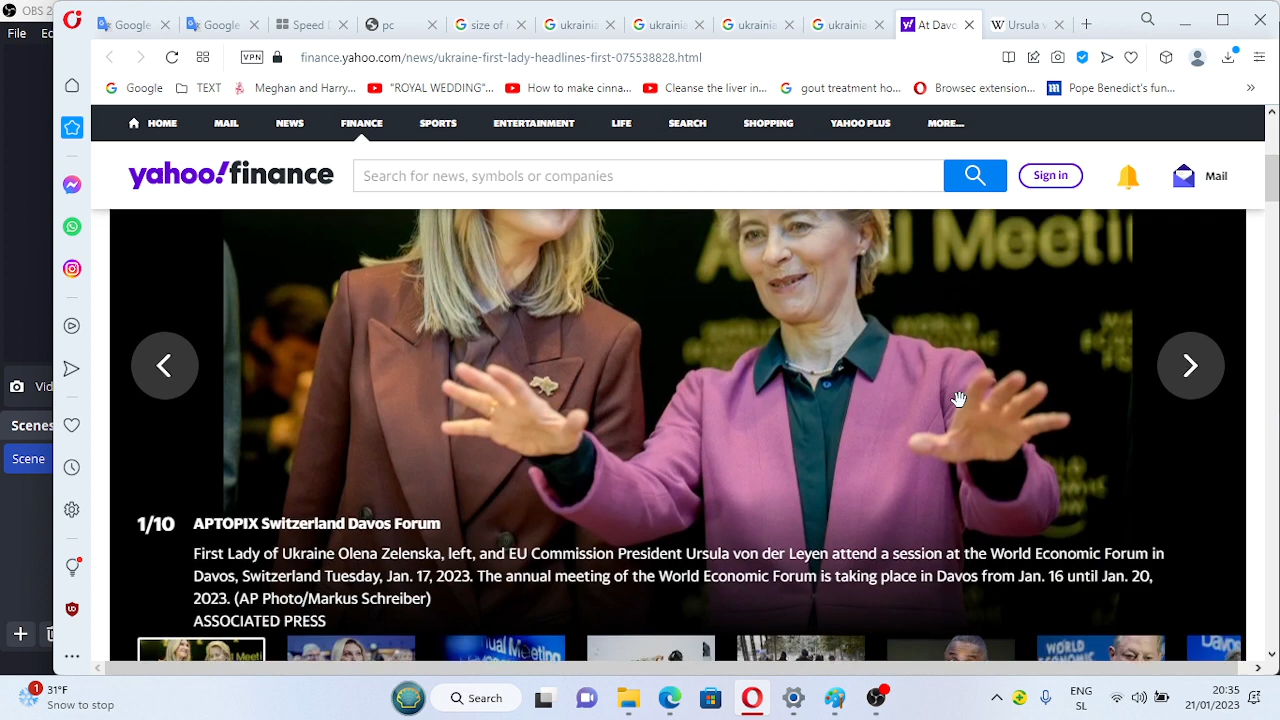 OBS 2
File
Ed
Google
Google
Speed D
pc
scott of
ukrainia
ukrainia
ukrainia
ukrainia
At Davo
Ursula v
finance.yahoo.com/news/ukraine-first-lady-headlines-first-075538828.html
VPN
Google
TEXT
Meghan and Harry...
"ROYAL WEDDING"...
How to make cinna...
Cleanse the liver in...
gout treatment ho...
Browsec extension...
Pope Benedict's fun...
HOME
MAIL
NEWS
FINANCE
SPORTS
ENTERTAINMENT
LIFE
SEARCH
SHOPPING
YAHOO PLUS
MORE...
yahoo!finance
Search for news, symbols or companies
Sign in
Mail
Annual Meeting
Vid
Scenes
Scene
1/10 APTOPIX Switzerland Davos Forum
First Lady of Ukraine Olena Zelenska, left, and EU Commission President Ursula von der Leyen attend a session at the World Economic Forum in
Davos, Switzerland Tuesday, Jan. 17, 2023. The annual meeting of the World Economic Forum is taking place in Davos from Jan. 16 until Jan. 20,
2023. (AP Photo/Markus Schreiber)
ASSOCIATED PRESS
1
31°F
Snow to stop
Search
ENG
SL
20:35
21/01/2023